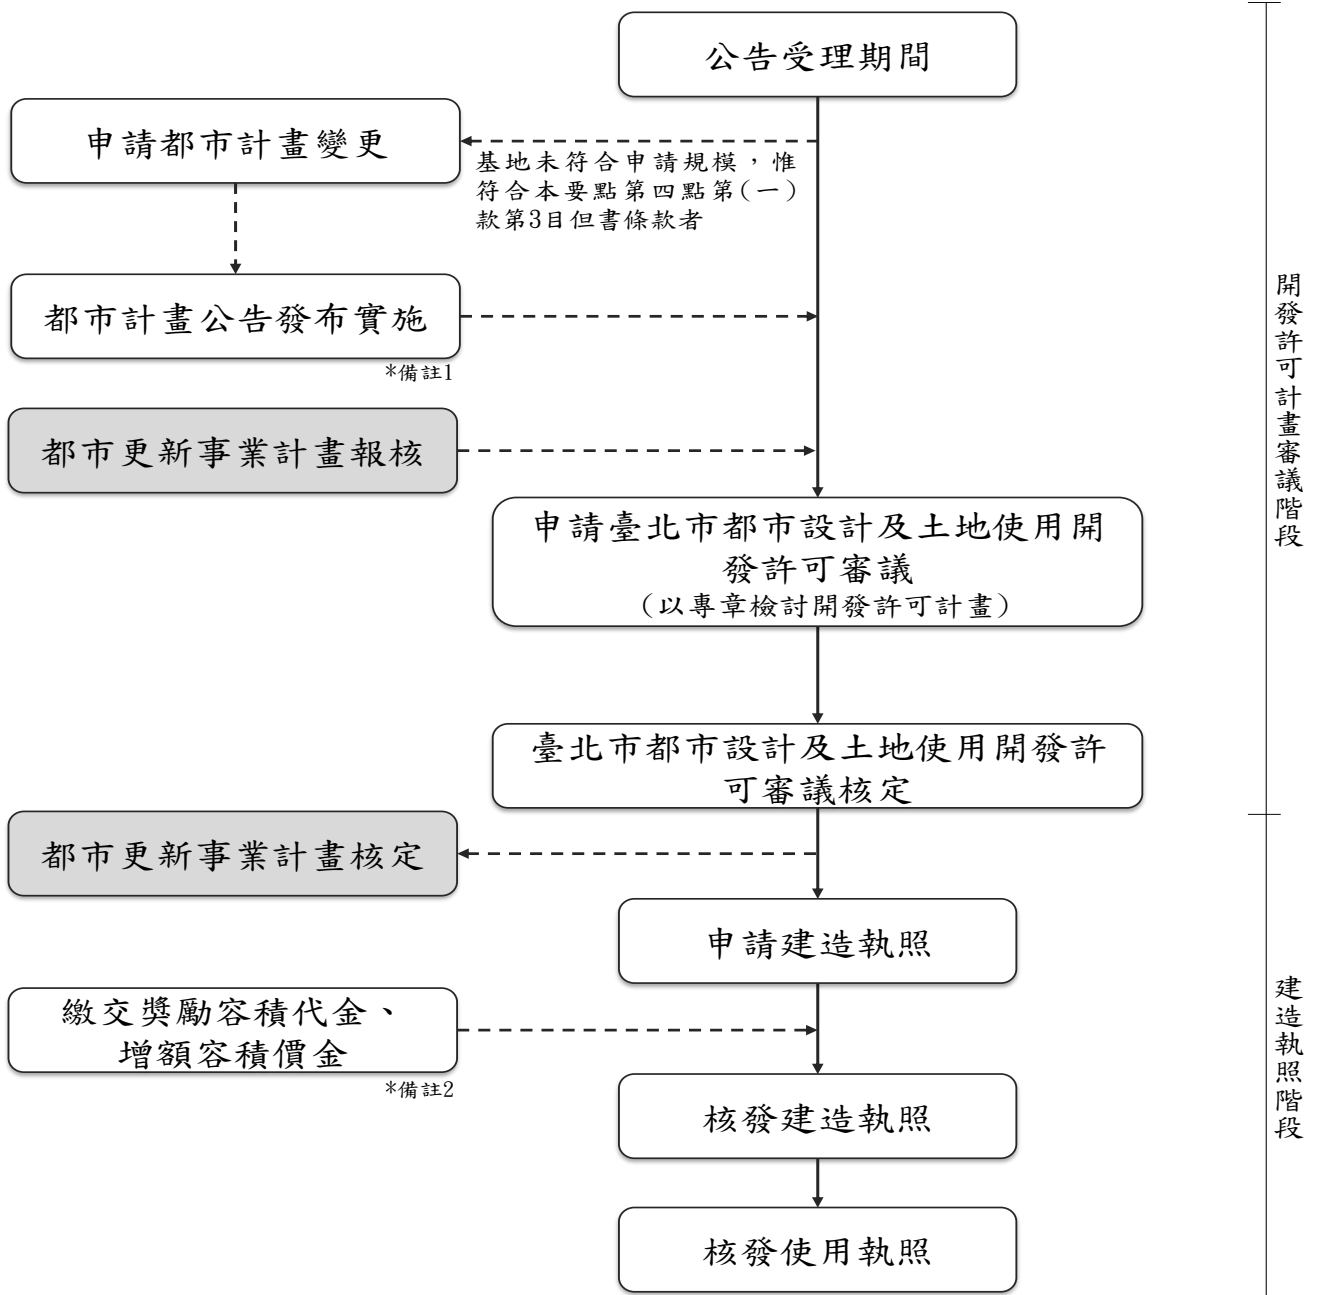 公告受理期間
申請都市計畫變更
基地未符合申請規模，惟
符合本要點第四點第(一)
款第3目但書條款者
都市計畫公告發布實施
*備註1
都市更新事業計畫報核
申請臺北市都市設計及土地使用開
發許可審議
(以專章檢討開發許可計畫)
臺北市都市設計及土地使用開發許
可審議核定
都市更新事業計畫核定
申請建造執照
繳交獎勵容積代金、
增額容積價金
*備註2
核發建造執照
核發使用執照
開發許可計畫審議階段
建造執照階段